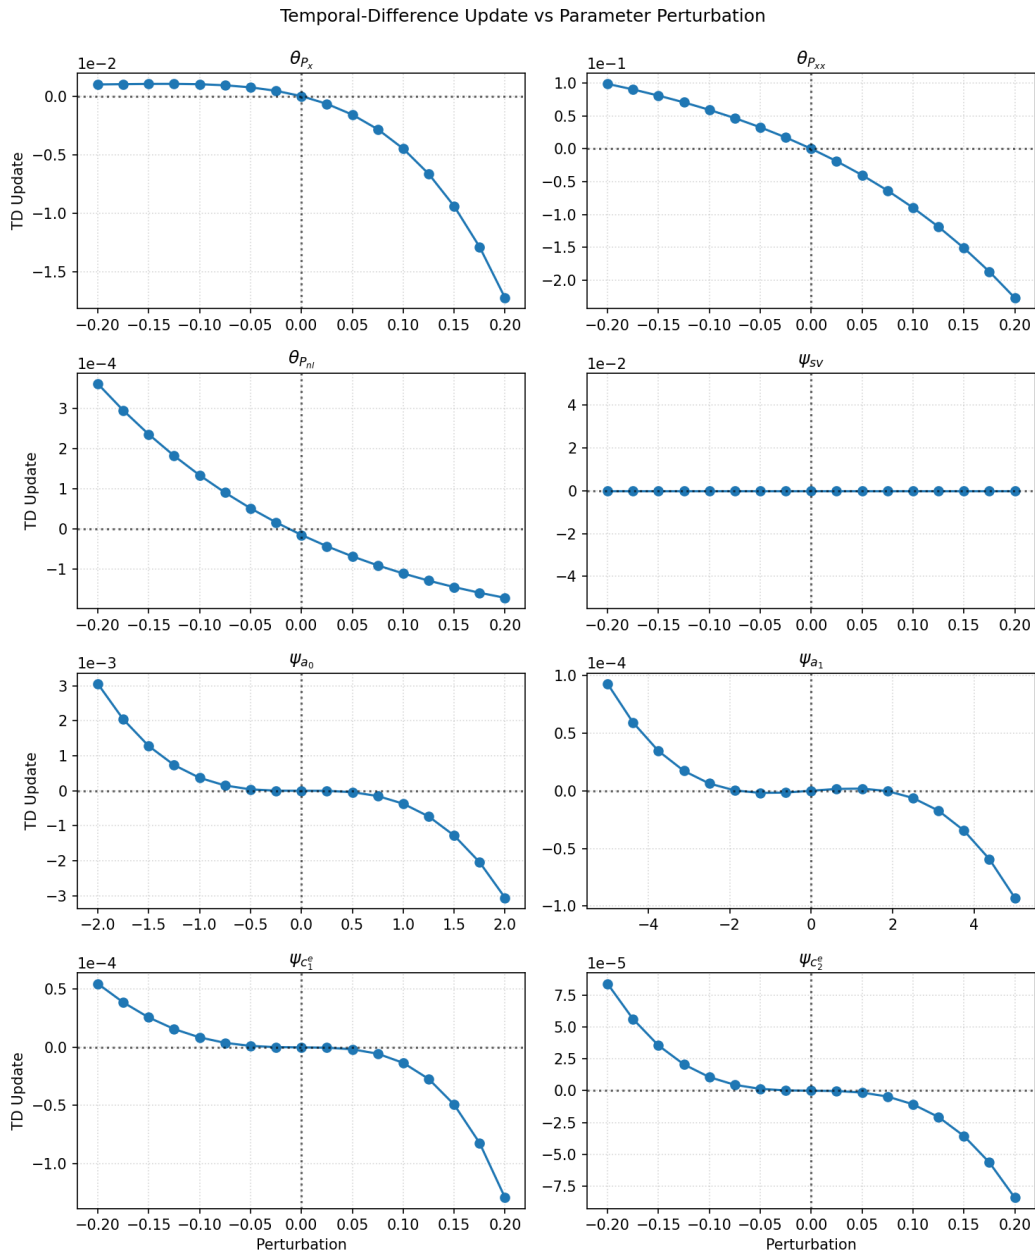 Temporal-Difference Update vs Parameter Perturbation
θ_{P_x}
1e−2
0.0
−0.5
−1.0
−1.5
TD Update
−0.20 −0.15 −0.10 −0.05 0.00 0.05 0.10 0.15 0.20
θ_{P_{xx}}
1e−1
1.0
0.5
0.0
−0.5
−1.0
−1.5
−2.0
−0.20 −0.15 −0.10 −0.05 0.00 0.05 0.10 0.15 0.20
θ_{P_{nl}}
1e−4
3
2
1
0
−1
TD Update
−0.20 −0.15 −0.10 −0.05 0.00 0.05 0.10 0.15 0.20
ψ_{sv}
1e−2
4
2
0
−2
−4
−0.20 −0.15 −0.10 −0.05 0.00 0.05 0.10 0.15 0.20
ψ_{a_0}
1e−3
3
2
1
0
−1
−2
−3
TD Update
−2.0 −1.5 −1.0 −0.5 0.0 0.5 1.0 1.5 2.0
ψ_{a_1}
1e−4
1.0
0.5
0.0
−0.5
−1.0
−4 −2 0 2 4
ψ_{c_1^e}
1e−4
0.5
0.0
−0.5
−1.0
TD Update
−0.20 −0.15 −0.10 −0.05 0.00 0.05 0.10 0.15 0.20
Perturbation
ψ_{c_2^e}
1e−5
7.5
5.0
2.5
0.0
−2.5
−5.0
−7.5
−0.20 −0.15 −0.10 −0.05 0.00 0.05 0.10 0.15 0.20
Perturbation